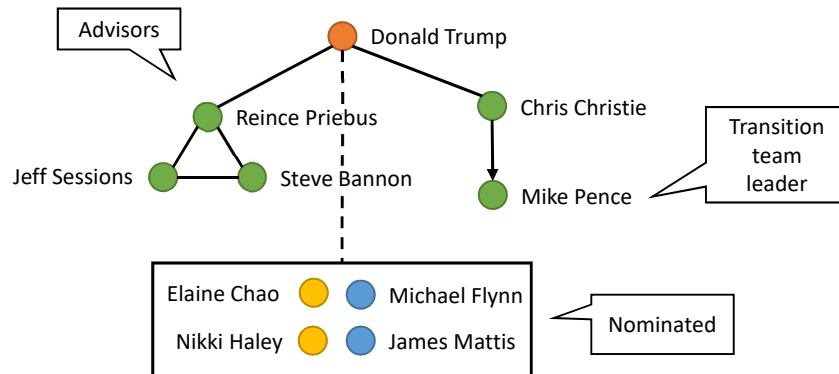 Advisors
Donald Trump
Reince Priebus
Chris Christie
Transition
team
leader
Jeff Sessions
Steve Bannon
Mike Pence
Elaine Chao
Michael Flynn
Nikki Haley
James Mattis
Nominated